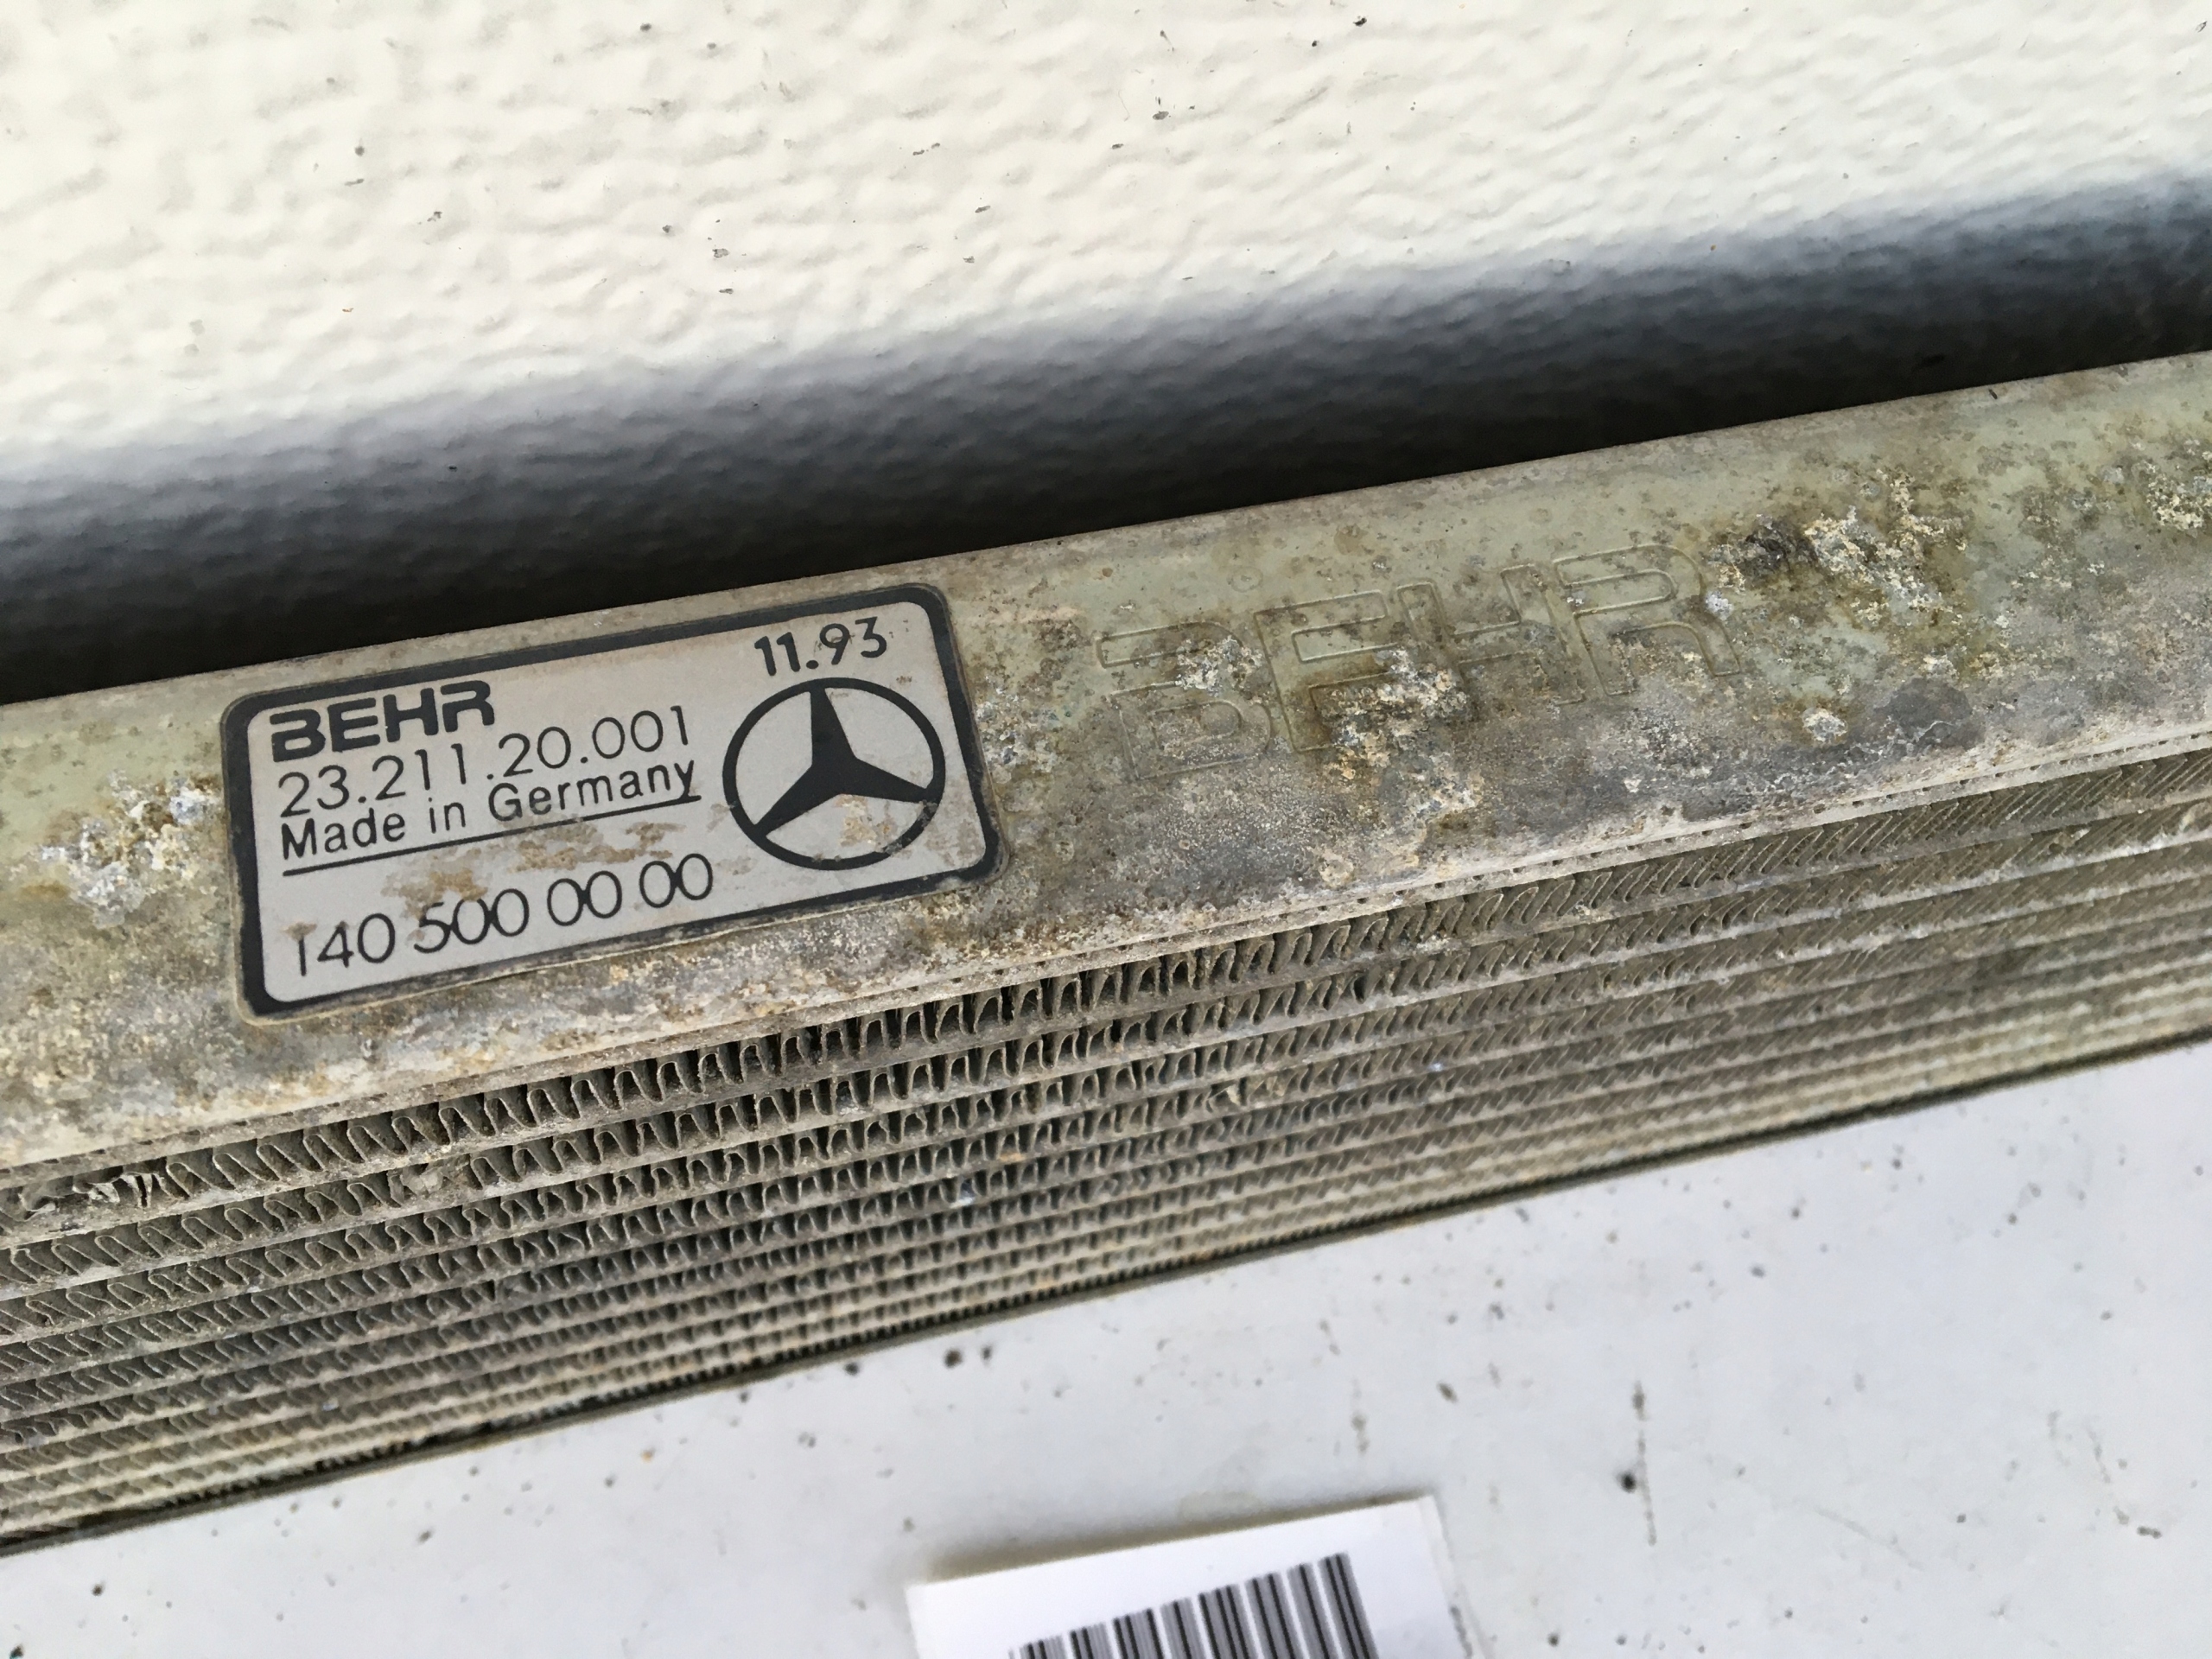 11.93
BEHR
23.211.20.001
Made in Germany
140 500 00 00
BEHR